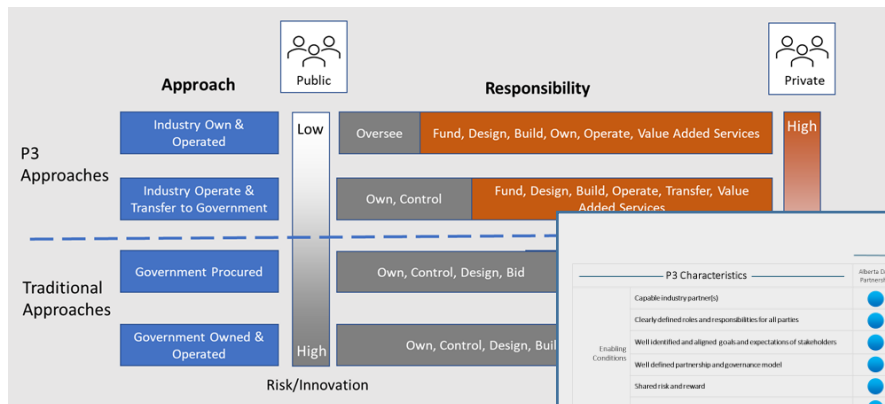 Public
Private
Approach
Responsibility
P3
Approaches
Industry Own &
Operated
Low
Oversee
Fund, Design, Build, Own, Operate, Value Added Services
High
Industry Operate &
Transfer to Government
Own, Control
Fund, Design, Build, Operate, Transfer, Value
Added Services
Traditional
Approaches
Government Procured
Own, Control, Design, Bid
Government Owned &
Operated
High
Own, Control, Design,
Risk/Innovation
P3 Characteristics
Alberta
Capable industry partner(s)
Clearly defined roles and responsibilities for all parties
Enabling
Conditions
Well identified and aligned goals and expectations of stakeholders
Well defined partnership and governance model
Shared risk and reward